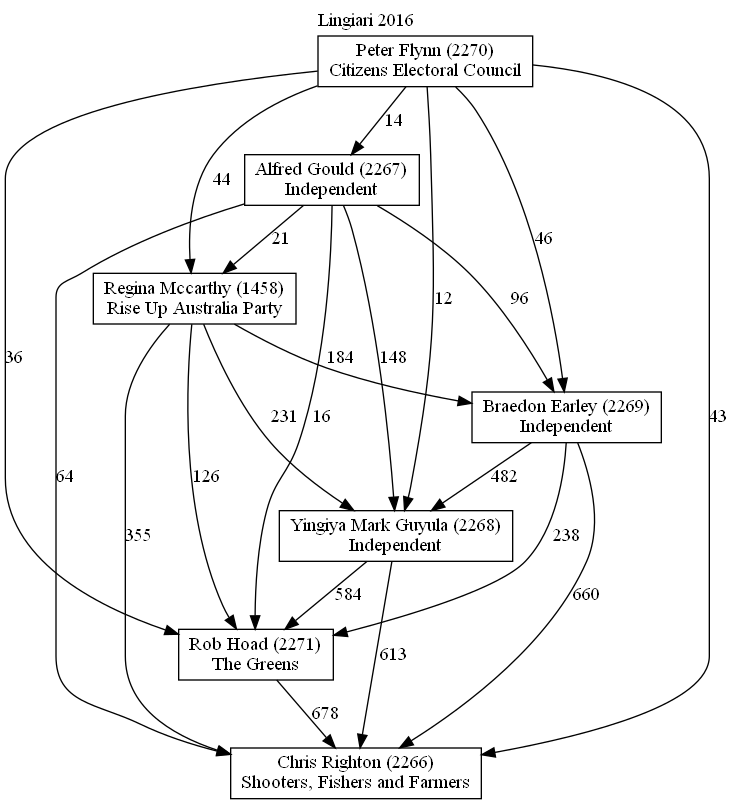 Lingiari 2016
Peter Flynn (2270)
Citizens Electoral Council
14
Alfred Gould (2267)
Independent
44
21
46
Regina Mccarthy (1458)
Rise Up Australia Party
12
96
36
184
148
Braedon Earley (2269)
Independent
231
16
43
64
126
482
Yingiya Mark Guyula (2268)
Independent
355
238
584
660
Rob Hoad (2271)
The Greens
613
678
Chris Righton (2266)
Shooters, Fishers and Farmers